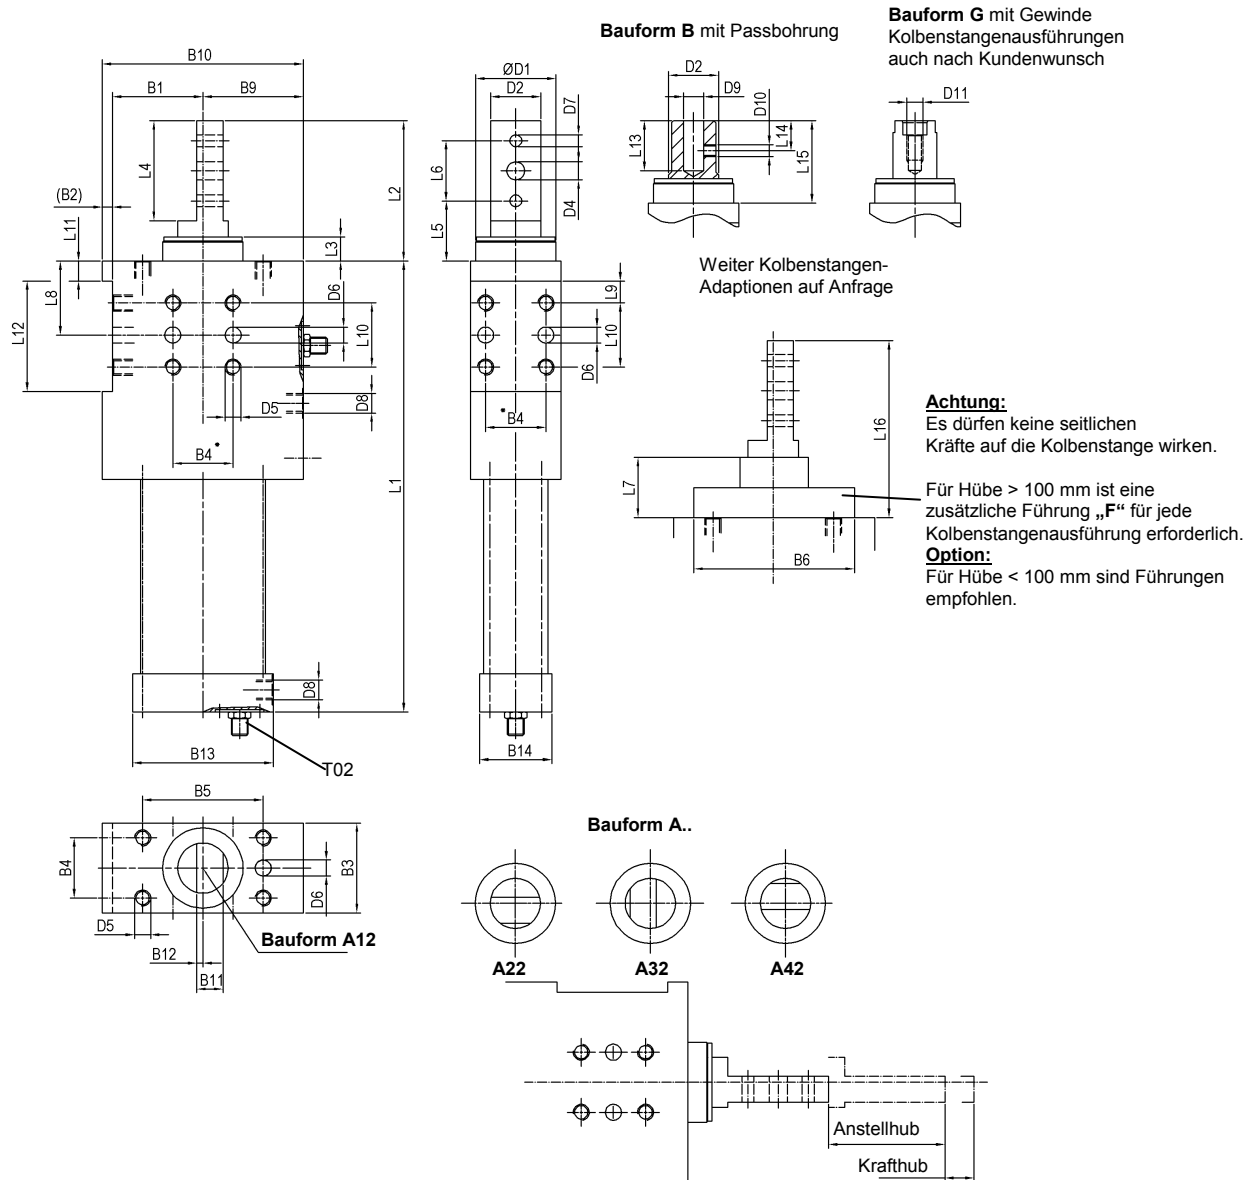 Bauform B mit Passbohrung
Bauform G mit Gewinde
Kolbenstangenausführungen
auch nach Kundenwunsch
B10
B1
B9
ØD1
D2
D7
D2
D9
D10
D11
L4
L2
L6
D4
L13
L14
L15
(B2)
L11
L3
L5
Weiter Kolbenstangen-
Adaptionen auf Anfrage
L8
D6
L9
L12
L10
L10
D6
D5
D8
B4*
B4*
L1
L16
L7
B6
Achtung:
Es dürfen keine seitlichen
Kräfte auf die Kolbenstange wirken.
Für Hübe > 100 mm ist eine
zusätzliche Führung „F“ für jede
Kolbenstangenausführung erforderlich.
Option:
Für Hübe < 100 mm sind Führungen
empfohlen.
D8
B13
B14
T02
B5
B4
B3
D6
D5
B12
B11
Bauform A12
Bauform A..
A22
A32
A42
Anstellhub
Krafthub